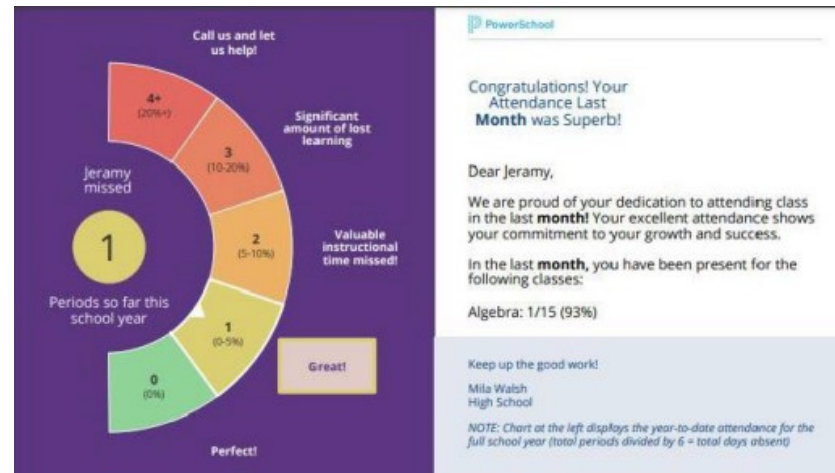 Call us and let
us help!
4+
(20%+)
Significant
amount of lost
learning
3
(10-20%)
Jeramy
missed
1
Periods so far this
school year
2
(5-10%)
Valuable
instructional
time missed!
1
(0-5%)
Great!
0
(0%)
Perfect!
PowerSchool
Congratulations! Your
Attendance Last
Month was Superb!
Dear Jeramy,
We are proud of your dedication to attending class
in the last month! Your excellent attendance shows
your commitment to your growth and success.
In the last month, you have been present for the
following classes:
Algebra: 1/15 (93%)
Keep up the good work!
Mila Walsh
High School
NOTE: Chart at the left displays the year-to-date attendance for the
full school year (total periods divided by 6 = total days absent)